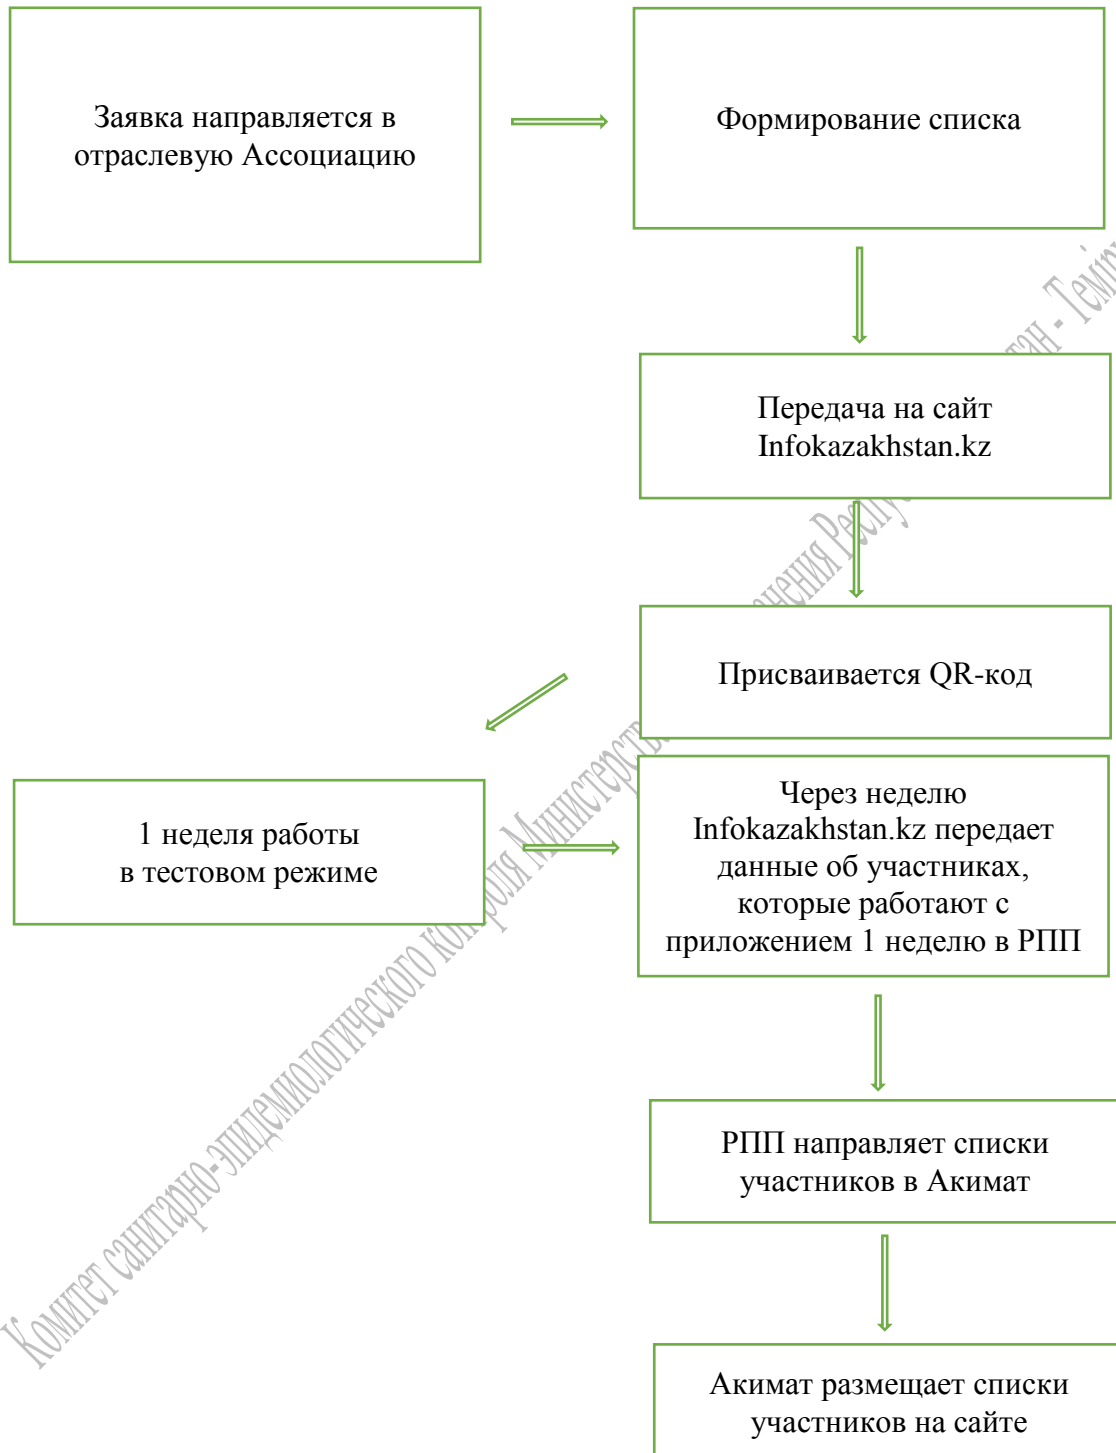 Заявка направляется в
отраслевую Ассоциацию
Формирование списка
Передача на сайт
Infokazakhstan.kz
Присваивается QR-код
1 неделя работы
в тестовом режиме
Через неделю
Infokazakhstan.kz передает
данные об участниках,
которые работают с
приложением 1 неделю в РПП
РПП направляет списки
участников в Акимат
Акимат размещает списки
участников на сайте
Комитет санитарно-эпидемиологического контроля Министерства